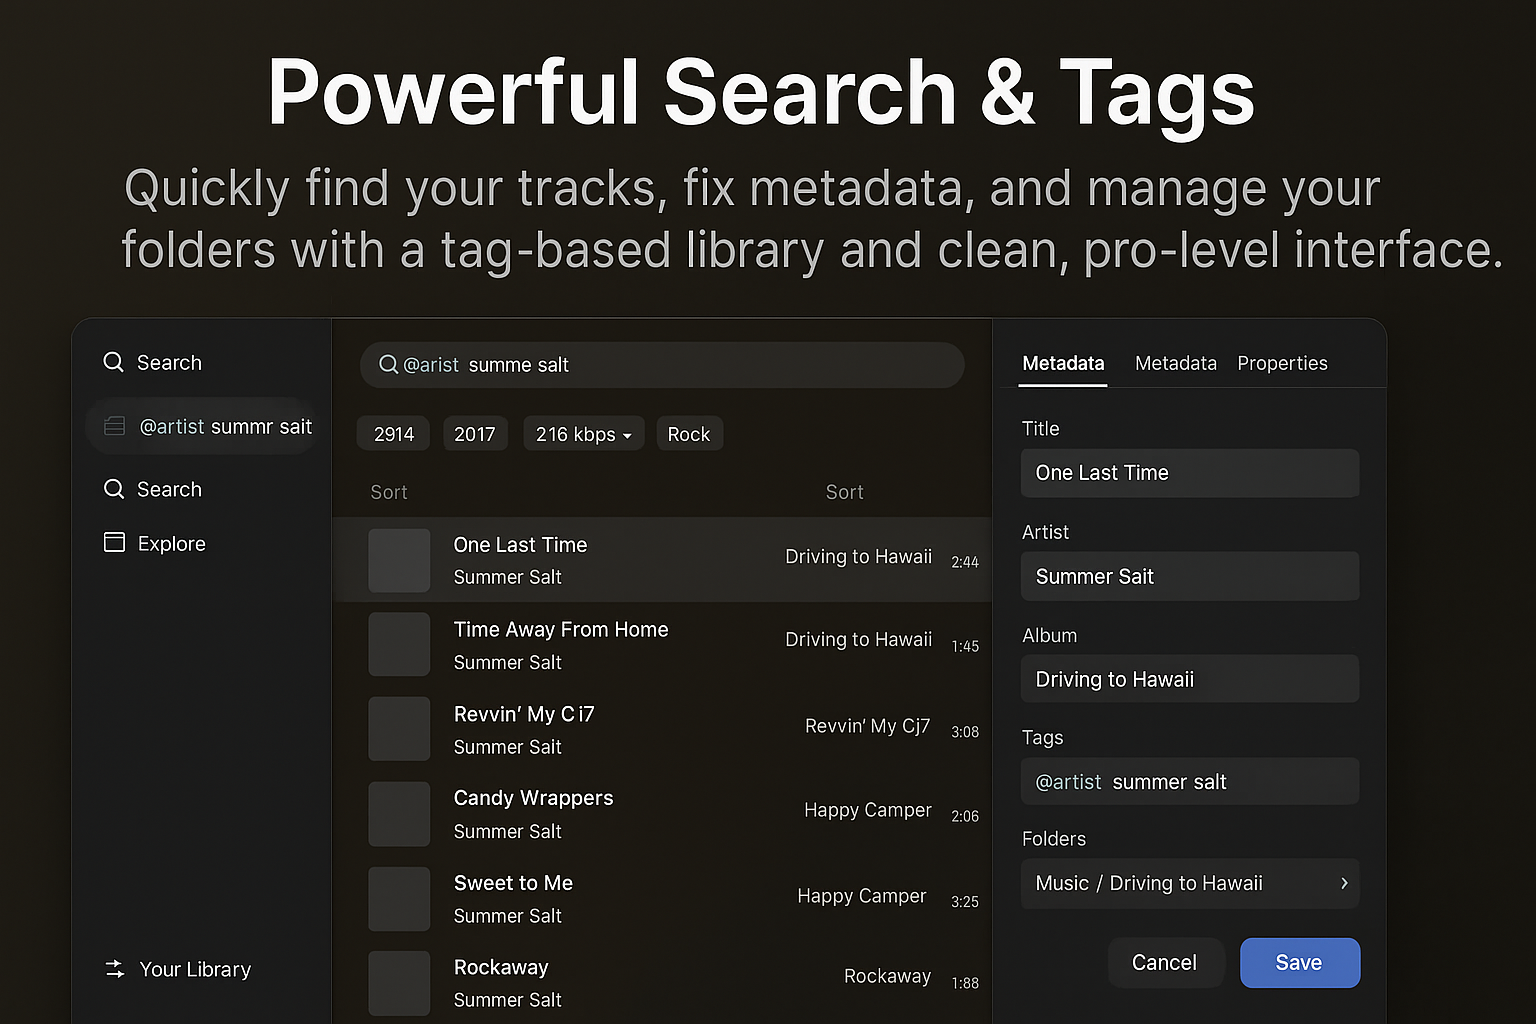 Powerful Search & Tags
Quickly find your tracks, fix metadata, and manage your
folders with a tag-based library and clean, pro-level interface.
Search
@artist summr sait
Search
Explore
Your Library
@arist summe salt
2914 2017 216 kbps Rock
Sort Sort
One Last Time
Summer Salt
Driving to Hawaii 2:44
Time Away From Home
Summer Salt
Driving to Hawaii 1:45
Revvin' My C i7
Summer Sait
Revvin' My Cj7 3:08
Candy Wrappers
Summer Salt
Happy Camper 2:06
Sweet to Me
Summer Salt
Happy Camper 3:25
Rockaway
Summer Salt
Rockaway 1:88
Metadata Metadata Properties
Title
One Last Time
Artist
Summer Sait
Album
Driving to Hawaii
Tags
@artist summer salt
Folders
Music / Driving to Hawaii ›
Cancel Save